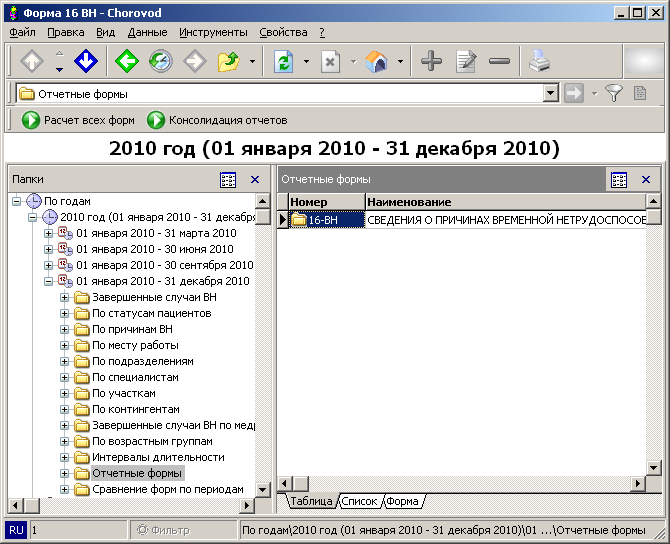 Форма 16 ВН - Chorovod
Файл Правка Вид Данные Инструменты Свойства ?
Отчетные формы
Расчет всех форм Консолидация отчетов
2010 год (01 января 2010 - 31 декабря 2010)
Папки
По годам
2010 год (01 января 2010 - 31 декабря
01 января 2010 - 31 марта 2010
01 января 2010 - 30 июня 2010
01 января 2010 - 30 сентября 2010
01 января 2010 - 31 декабря 2010
Завершенные случаи ВН
По статусам пациентов
По причинам ВН
По месту работы
По подразделениям
По специалистам
По участкам
По контингентам
Завершенные случаи ВН по меди
По возрастным группам
Интервалы длительности
Отчетные формы
Сравнение форм по периодам
Отчетные формы
Номер Наименование
16-ВН СВЕДЕНИЯ О ПРИЧИНАХ ВРЕМЕННОЙ НЕТРУДОСПОСОБ
Таблица Список Форма
RU 1 Фильтр По годам\2010 год (01 января 2010 - 31 декабря 2010)\01 ...\Отчетные формы